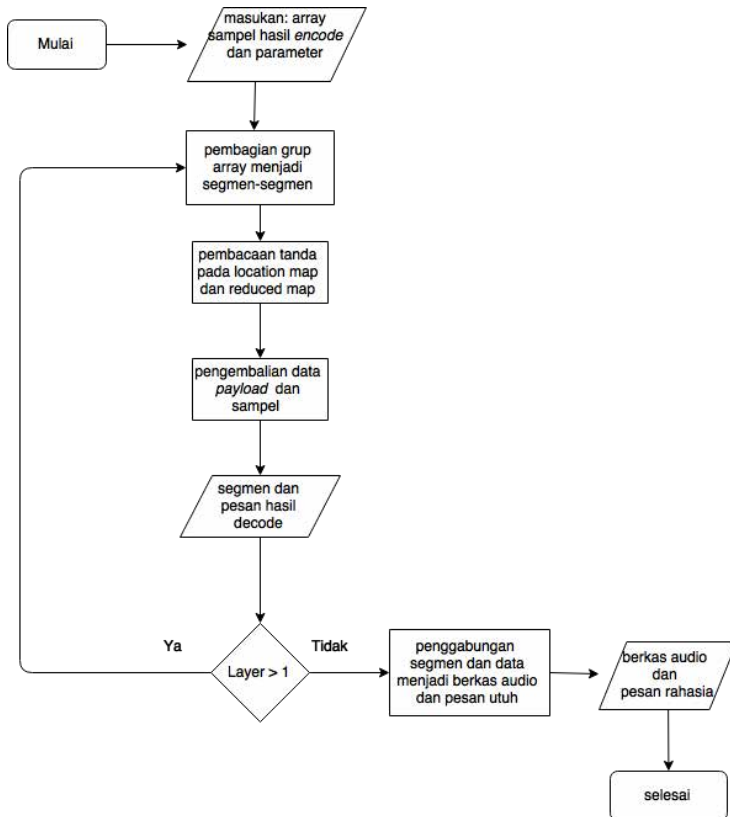 Mulai
masukan: array
sampel hasil encode
dan parameter
pembagian grup
array menjadi
segmen-segmen
pembacaan tanda
pada location map
dan reduced map
pengembalian data
payload dan
sampel
segmen dan
pesan hasil
decode
Ya
Layer > 1
Tidak
penggabungan
segmen dan data
menjadi berkas audio
dan pesan utuh
berkas audio
dan
pesan rahasia
selesai